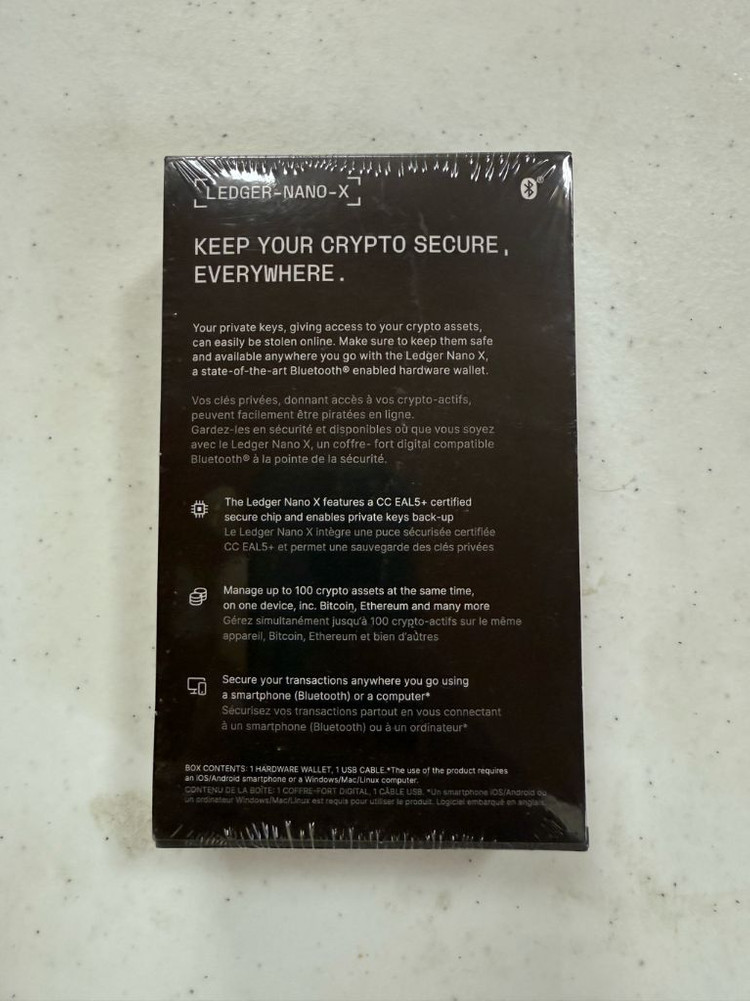 LEDGER-NANO-X
KEEP YOUR CRYPTO SECURE,
EVERYWHERE.
Your private keys, giving access to your crypto assets,
can easily be stolen online. Make sure to keep them safe
and available anywhere you go with the Ledger Nano X,
a state-of-the-art Bluetooth® enabled hardware wallet.
Vos clés privées, donnant accès à vos crypto-actifs,
peuvent facilement être piratées en ligne.
Gardez-les en sécurité et disponibles où que vous soyez
avec le Ledger Nano X, un coffre- fort digital compatible
Bluetooth® à la pointe de la sécurité.
The Ledger Nano X features a CC EAL5+ certified
secure chip and enables private keys back-up
Le Ledger Nano X intègre une puce sécurisée certifiée
CC EAL5+ et permet une sauvegarde des clés privées
Manage up to 100 crypto assets at the same time,
on one device, inc. Bitcoin, Ethereum and many more
Gérez simultanément jusqu'à 100 crypto-actifs sur le même
appareil, Bitcoin, Ethereum et bien d'autres
Secure your transactions anywhere you go using
a smartphone (Bluetooth) or a computer*
Sécurisez vos transactions partout en vous connectant
à un smartphone (Bluetooth) ou à un ordinateur*
BOX CONTENTS: 1 HARDWARE WALLET, 1 USB CABLE.*The use of the product requires
an iOS/Android smartphone or a Windows/Mac/Linux computer.
CONTENU DE LA BOÎTE: 1 COFFRE-FORT DIGITAL, 1 CÂBLE USB. *Un smartphone iOS/Android ou
un ordinateur Windows/Mac/Linux est requis pour utiliser le produit. Logiciel embarqué en anglais.